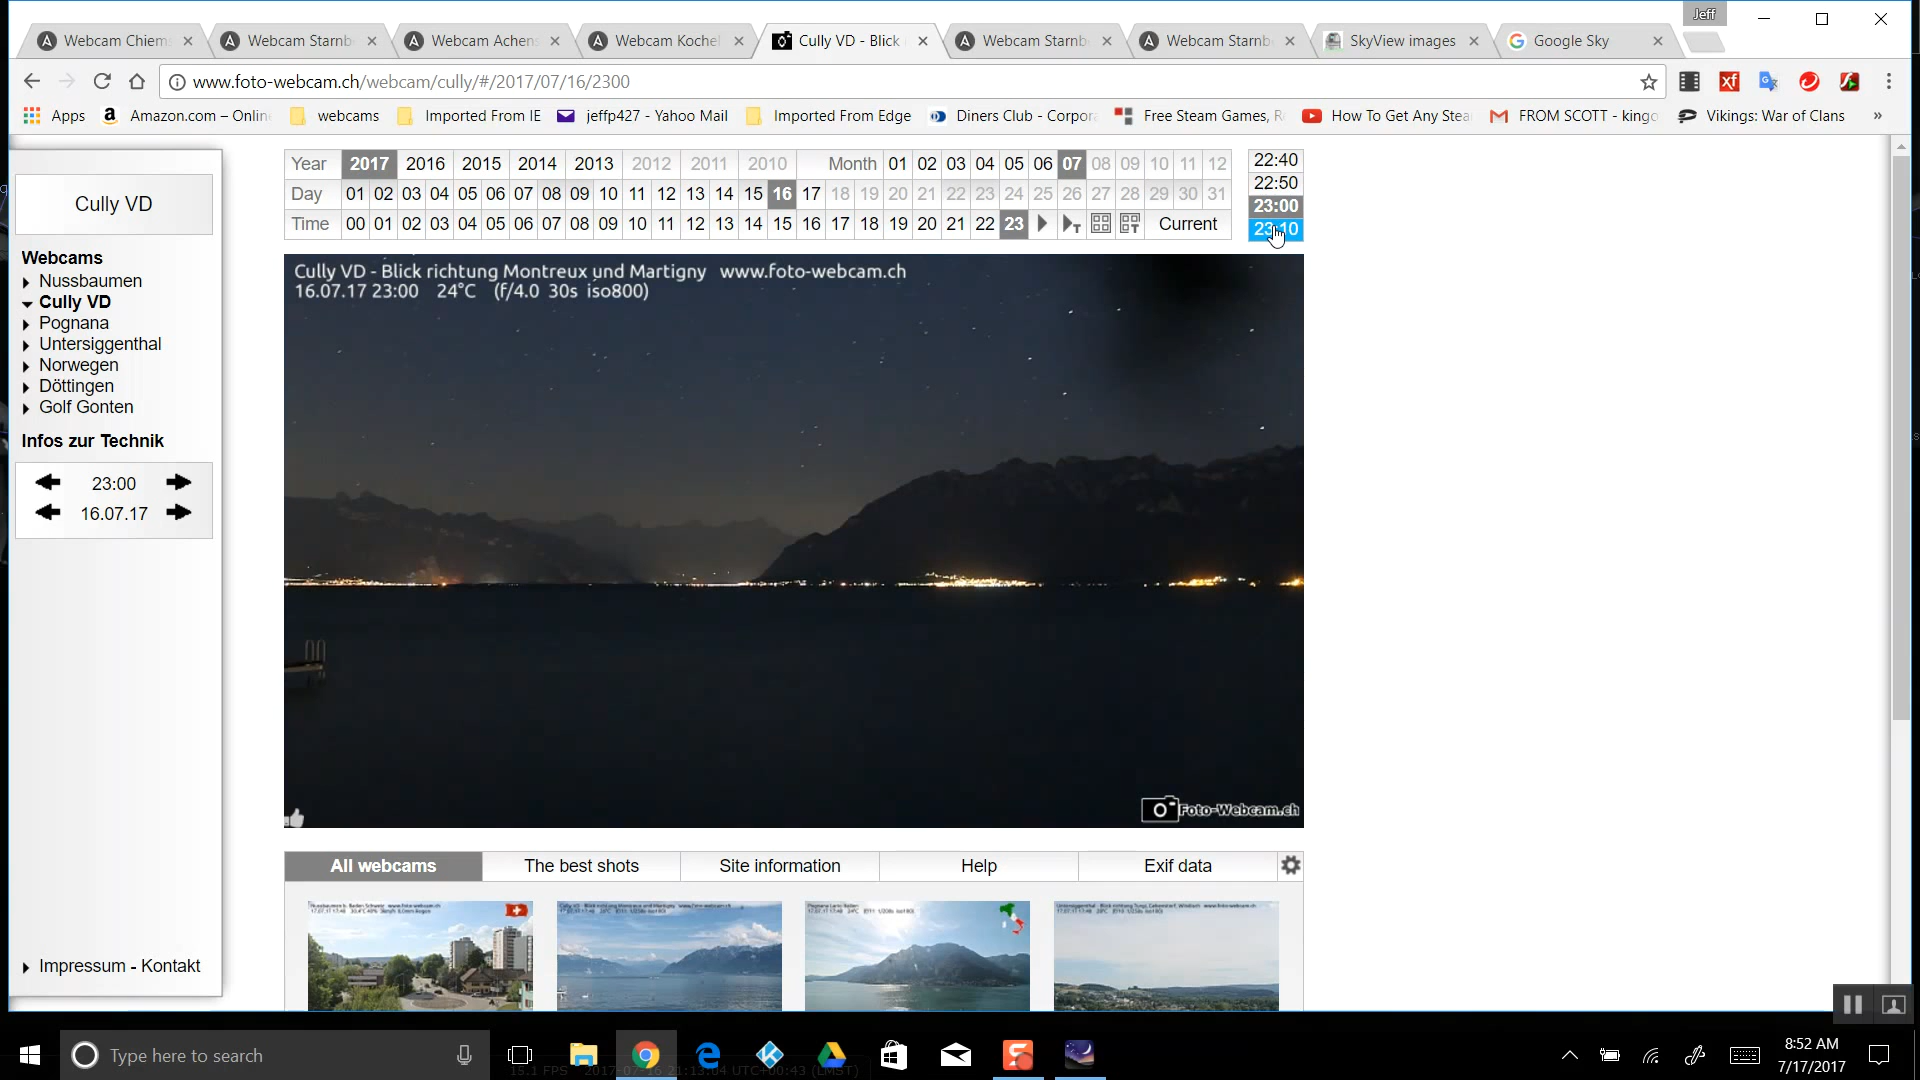 Jeff
Webcam Chiem
Webcam Starnb
Webcam Achens
Webcam Kochel
Cully VD - Blick
Webcam Starnb
Webcam Starnb
SkyView images
Google Sky
www.foto-webcam.ch/webcam/cully/#/2017/07/16/2300
Apps
Amazon.com – Online
webcams
Imported From IE
jeffp427 - Yahoo Mail
Imported From Edge
Diners Club - Corpora
Free Steam Games, R
How To Get Any Stea
FROM SCOTT - kingo
Vikings: War of Clans
»
Year 2017 2016 2015 2014 2013 2012 2011 2010 Month 01 02 03 04 05 06 07 08 09 10 11 12
Day 01 02 03 04 05 06 07 08 09 10 11 12 13 14 15 16 17 18 19 20 21 22 23 24 25 26 27 28 29 30 31
Time 00 01 02 03 04 05 06 07 08 09 10 11 12 13 14 15 16 17 18 19 20 21 22 23 Current
22:40
22:50
23:00
23:10
Cully VD
Webcams
Nussbaumen
Cully VD
Pognana
Untersiggenthal
Norwegen
Döttingen
Golf Gonten
Infos zur Technik
23:00
16.07.17
Impressum - Kontakt
Cully VD - Blick richtung Montreux und Martigny www.foto-webcam.ch
16.07.17 23:00 24°C (f/4.0 30s iso800)
Foto-Webcam.ch
All webcams
The best shots
Site information
Help
Exif data
Type here to search
8:52 AM
7/17/2017